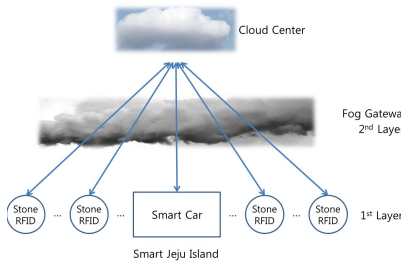 Cloud Center
Fog Gatewa
2nd Laye
Stone
RFID
...
Stone
RFID
...
Smart Car
...
Stone
RFID
...
Stone
RFID
1st Layer
Smart Jeju Island